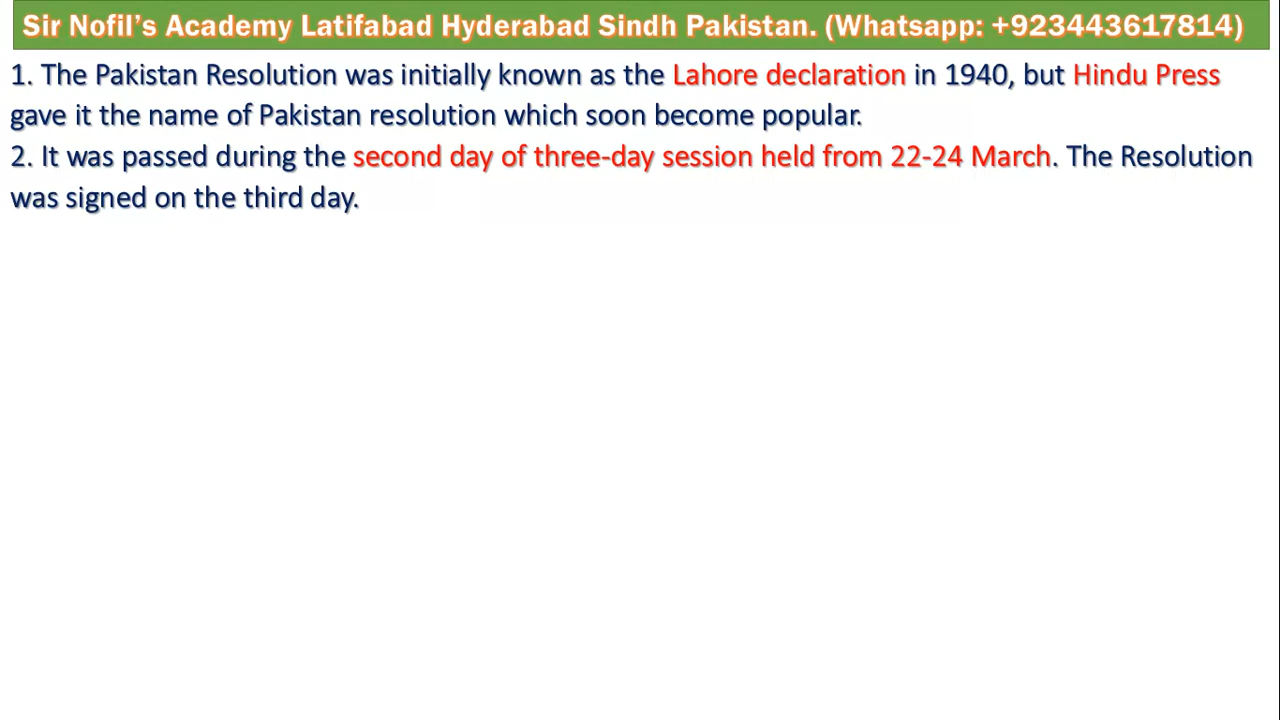 Sir Nofil's Academy Latifabad Hyderabad Sindh Pakistan. (Whatsapp: +923443617814)
1. The Pakistan Resolution was initially known as the Lahore declaration in 1940, but Hindu Press
gave it the name of Pakistan resolution which soon become popular.
2. It was passed during the second day of three-day session held from 22-24 March. The Resolution
was signed on the third day.